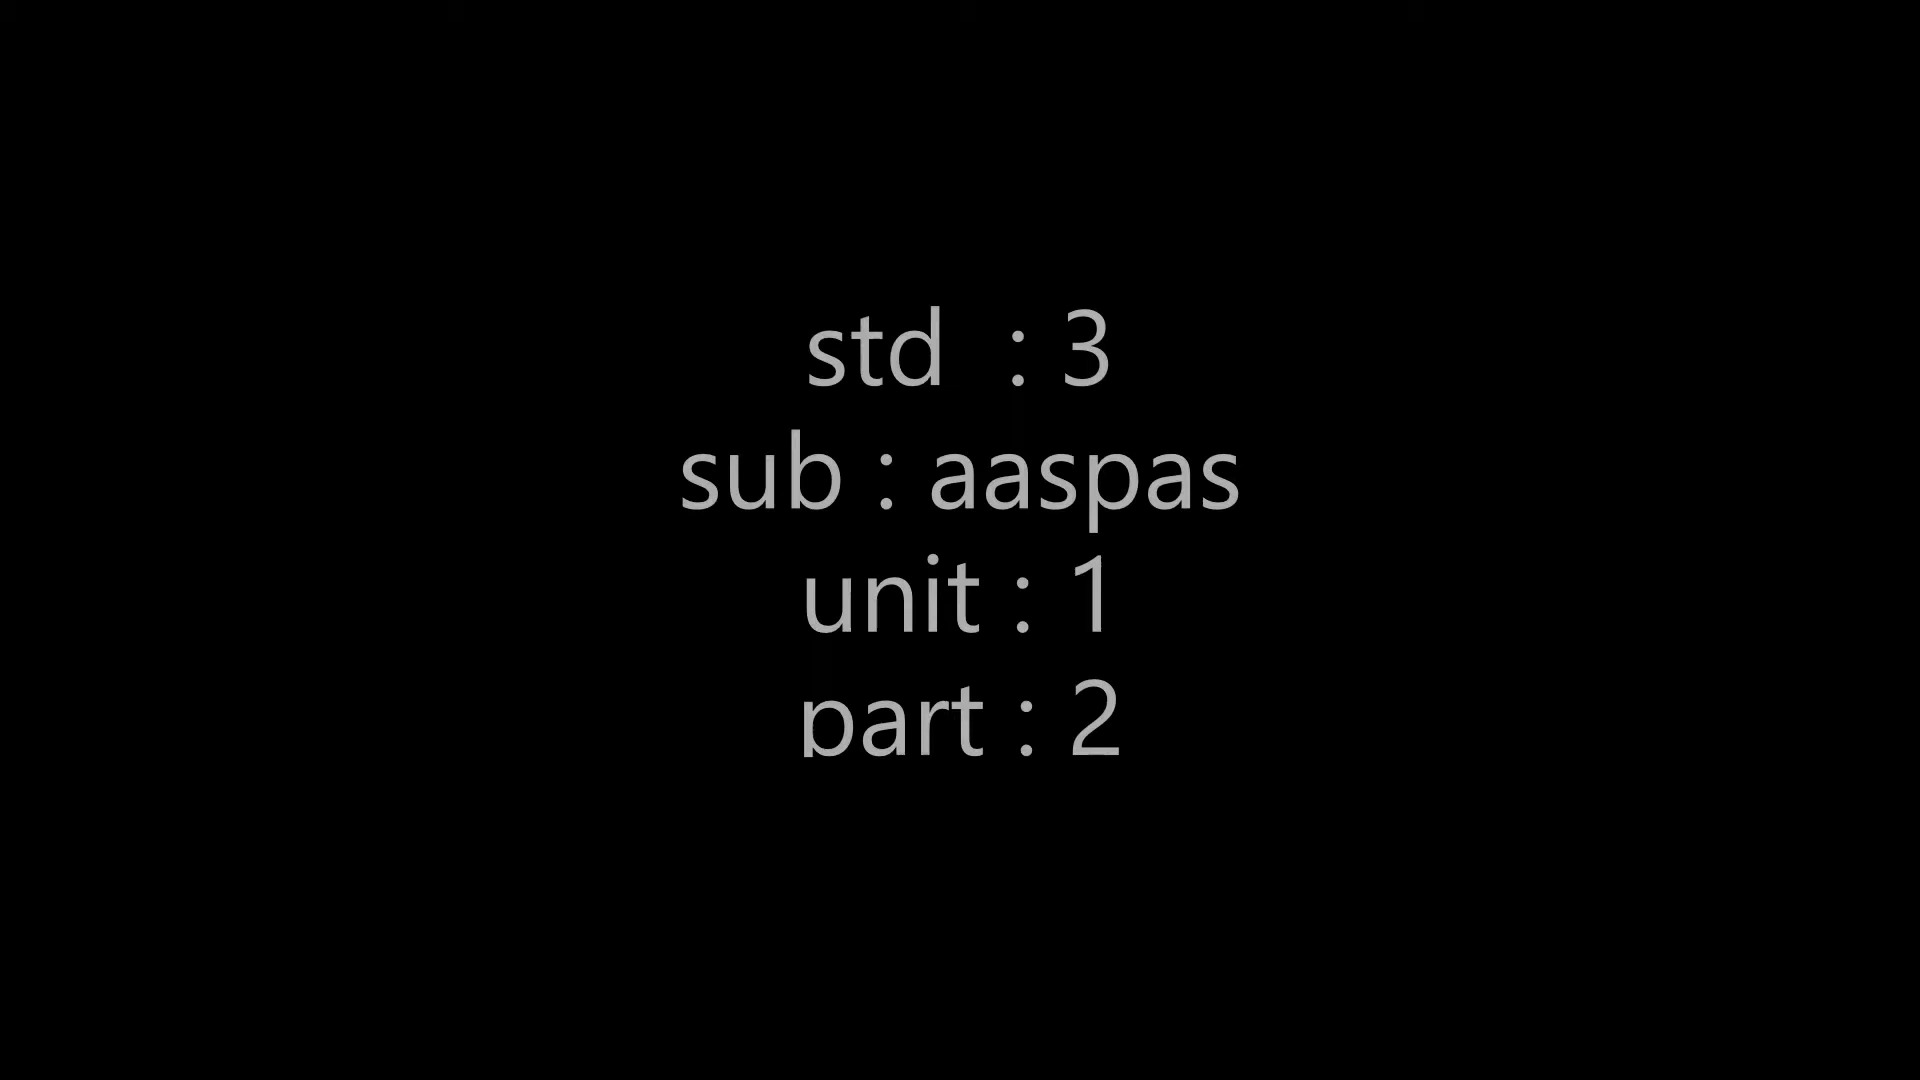 std  : 3
sub : aaspas
unit : 1
part : 2